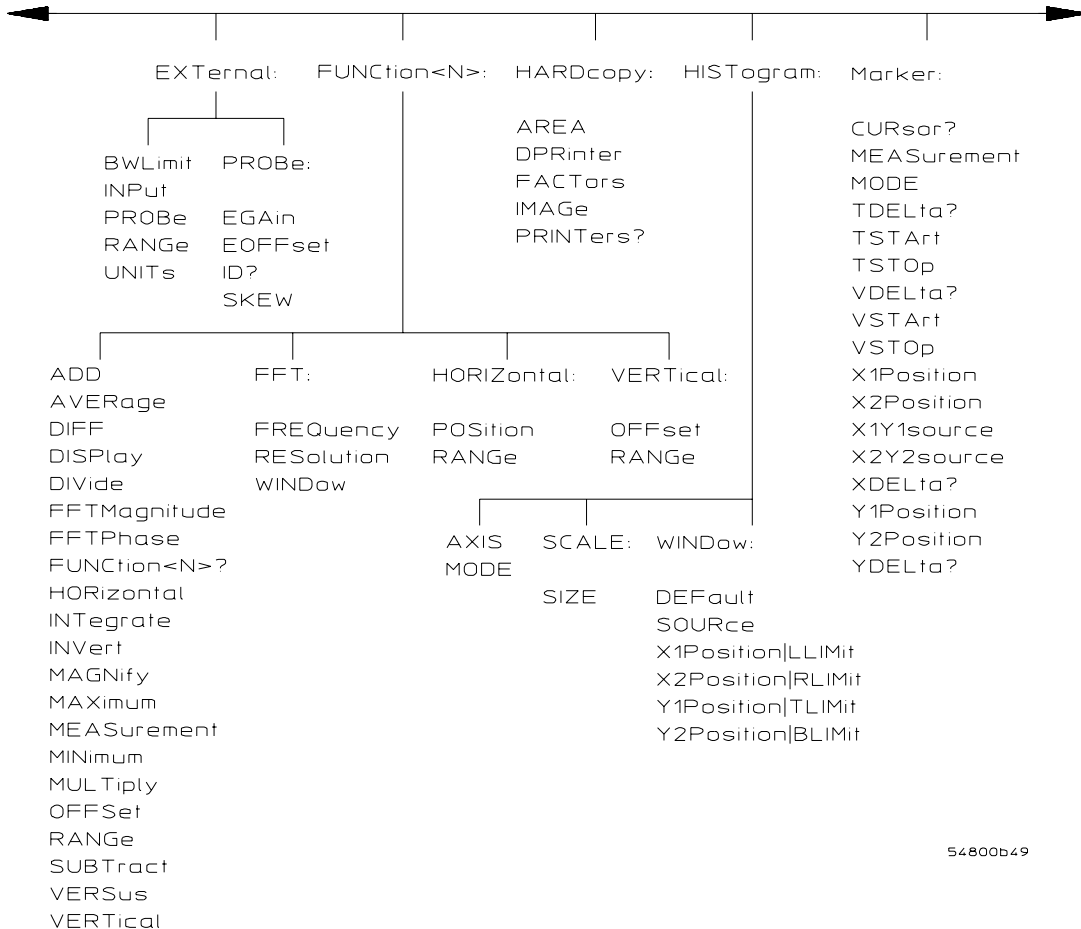 EXTernal:
FUNCtion<N>:
HARDcopy:
HISTogram:
Marker:
BWLimit
INPut
PROBe
RANGe
UNITs
PROBe:
EGAin
EOFFset
ID?
SKEW
AREA
DPRinter
FACTors
IMAGe
PRINTers?
CURsor?
MEASurement
MODE
TDELta?
TSTArt
TSTOp
VDELta?
VSTArt
VSTOp
X1Position
X2Position
X1Y1source
X2Y2source
XDELta?
Y1Position
Y2Position
YDELta?
ADD
AVERage
DIFF
DISPlay
DIVide
FFTMagnitude
FFTPhase
FUNCtion<N>?
HORizontal
INTegrate
INVert
MAGNify
MAXimum
MEASurement
MINimum
MULTiply
OFFSet
RANGe
SUBTract
VERSus
VERTical
FFT:
FREQuency
RESolution
WINDow
HORIZontal:
POSition
RANGe
VERTical:
OFFset
RANGe
AXIS
MODE
SCALE:
SIZE
WINDow:
DEFault
SOURce
X1Position|LLIMit
X2Position|RLIMit
Y1Position|TLIMit
Y2Position|BLIMit
54800b49